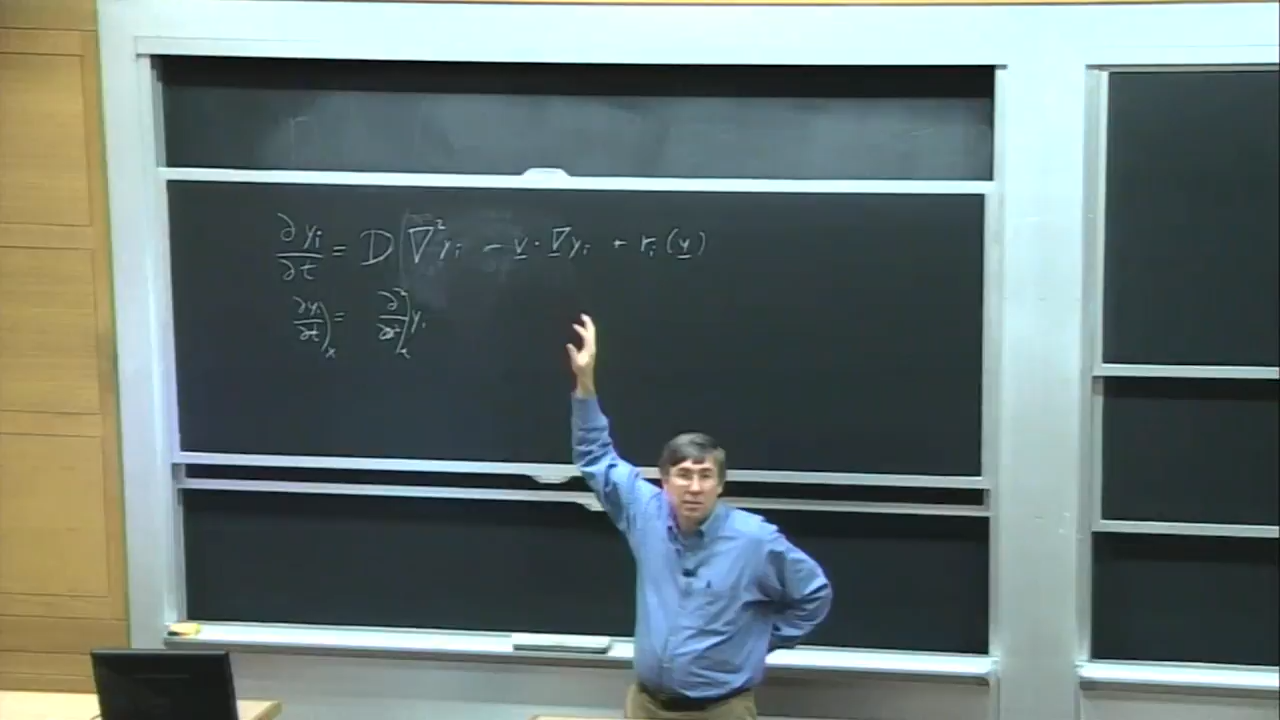 ∂yᵢ/∂t = D ∇²yᵢ - v · ∇yᵢ + rᵢ(y)
∂yᵢ/∂t)ₓ = ∂²/∂x²)ₜ yᵢ